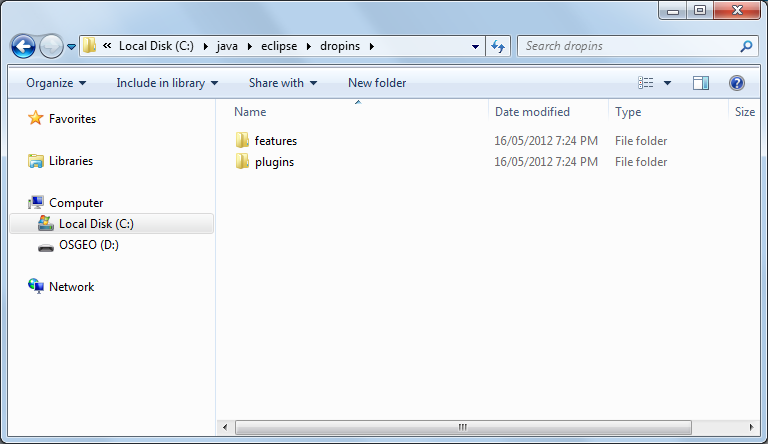 « Local Disk (C:) ▸ java ▸ eclipse ▸ dropins ▸
Search dropins
Organize Include in library Share with New folder
Favorites
Libraries
Computer
Local Disk (C:)
OSGEO (D:)
Network
Name Date modified Type Size
features 16/05/2012 7:24 PM File folder
plugins 16/05/2012 7:24 PM File folder